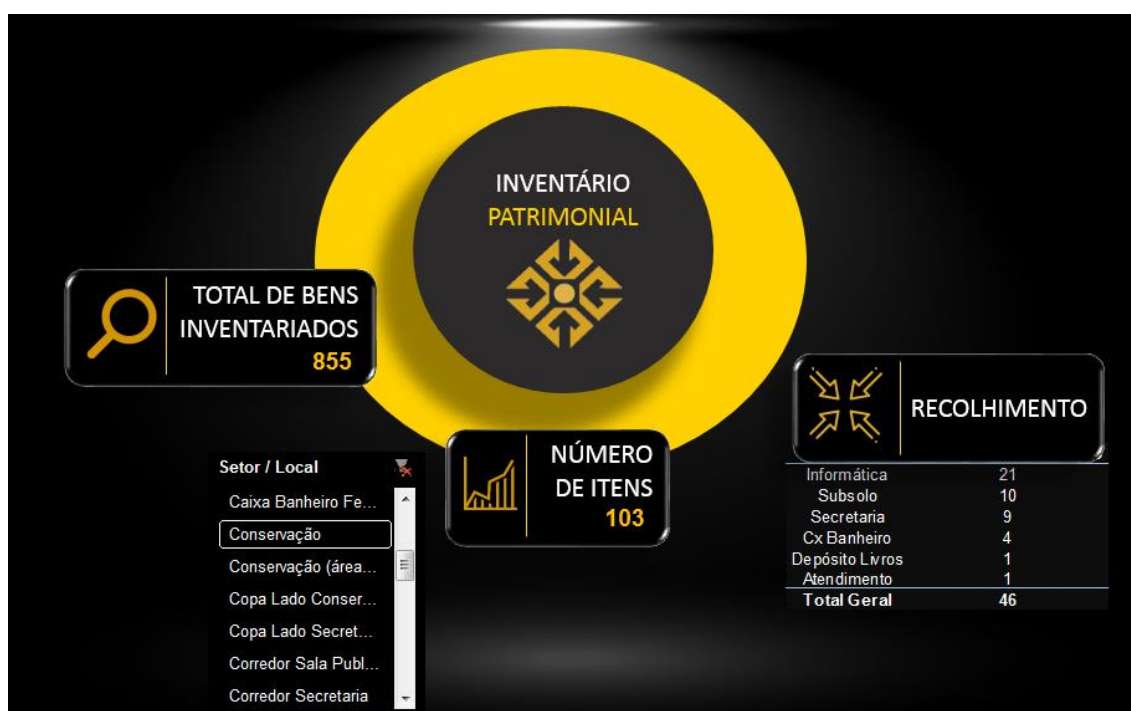 INVENTÁRIO
PATRIMONIAL
TOTAL DE BENS
INVENTARIADOS
855
NÚMERO
DE ITENS
103
Setor / Local
Caixa Banheiro Fe...
Conservação
Conservação (área...
Copa Lado Conser...
Copa Lado Secret...
Corredor Sala Publ...
Corredor Secretaria
RECOLHIMENTO
Informática 21
Subsolo 10
Secretaria 9
Cx Banheiro 4
Depósito Livros 1
Atendimento 1
Total Geral 46